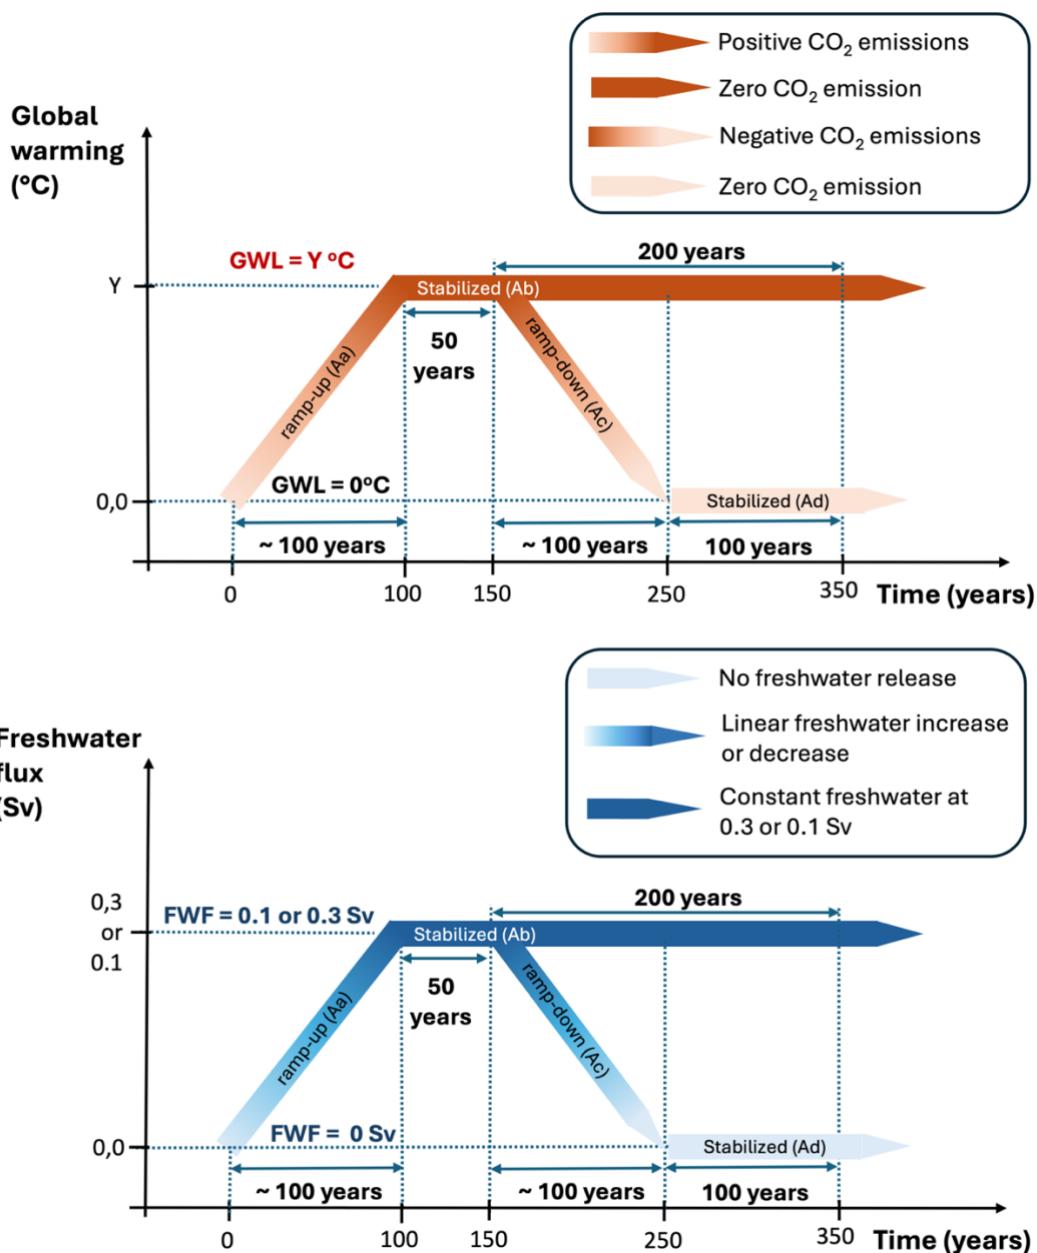 Positive CO₂ emissions
Zero CO₂ emission
Negative CO₂ emissions
Zero CO₂ emission
Global
warming
(°C)
200 years
GWL = Y °C
Y
Stabilized (Ab)
50
years
ramp-up (Aa)
ramp-down (Ac)
GWL = 0°C
0,0
Stabilized (Ad)
~ 100 years
~ 100 years
100 years
0
100
150
250
350
Time (years)
No freshwater release
Linear freshwater increase
or decrease
Constant freshwater at
0.3 or 0.1 Sv
Freshwater
flux
(Sv)
200 years
0,3
or
0.1
FWF = 0.1 or 0.3 Sv
Stabilized (Ab)
50
years
ramp-up (Aa)
ramp-down (Ac)
FWF = 0 Sv
0,0
Stabilized (Ad)
~ 100 years
~ 100 years
100 years
0
100
150
250
350
Time (years)